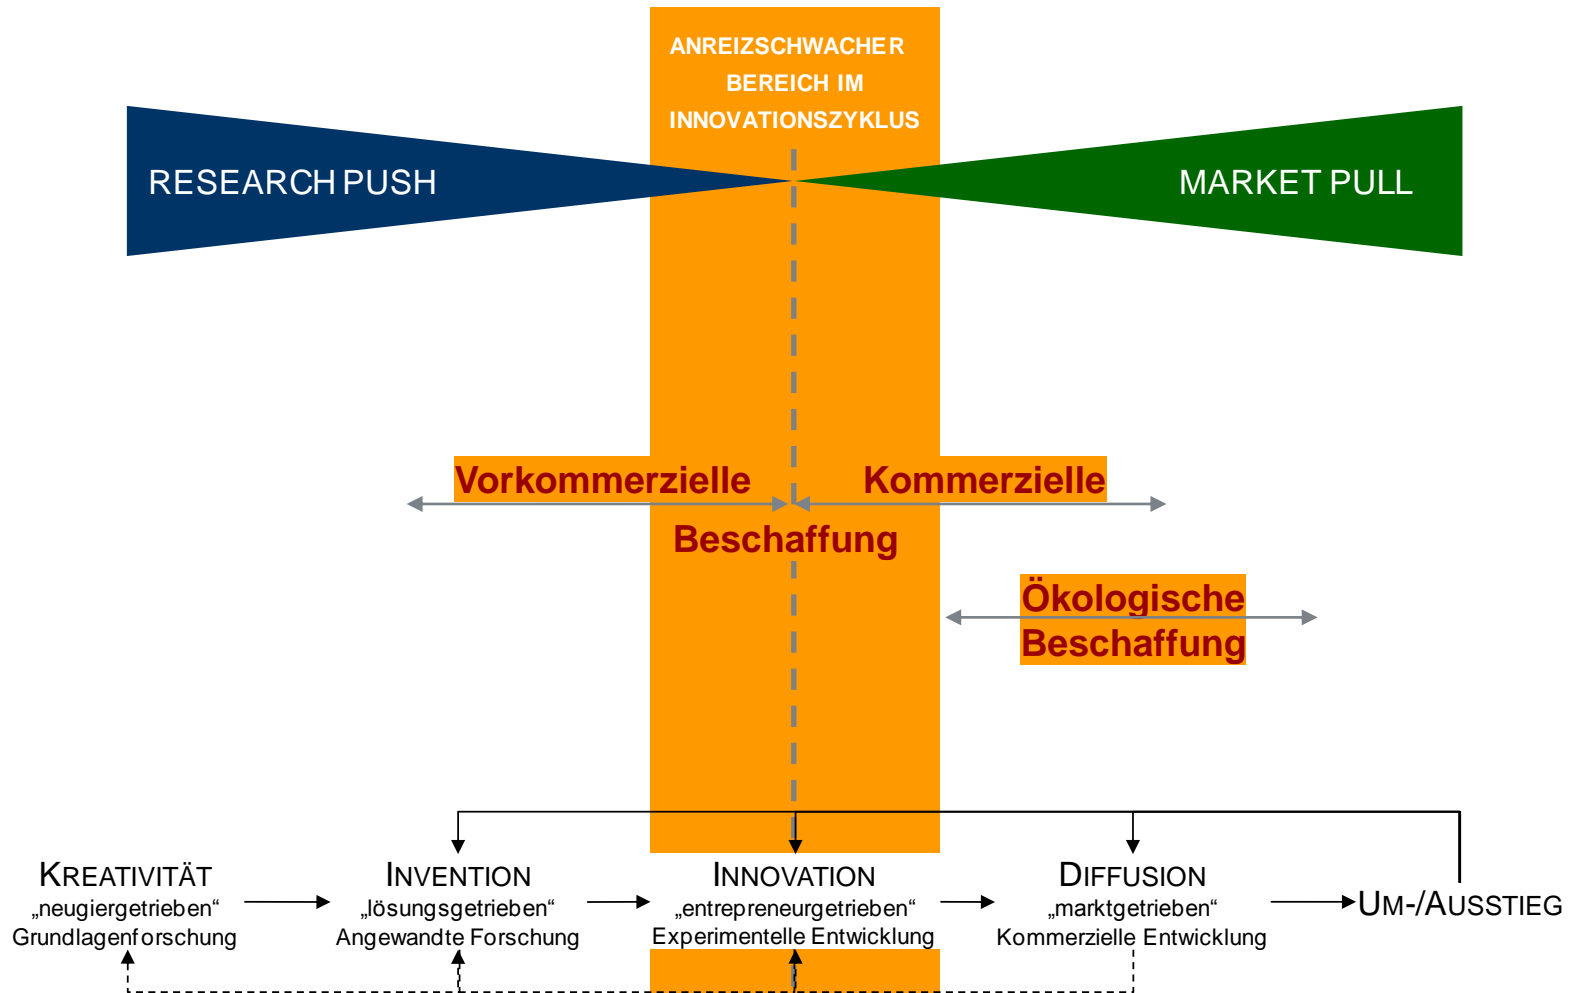 ANREIZSCHWACHER
BEREICH IM
INNOVATIONSZYKLUS
RESEARCH PUSH
MARKET PULL
Vorkommerzielle
Kommerzielle
Beschaffung
Ökologische
Beschaffung
KREATIVITÄT
„neugiergetrieben“
Grundlagenforschung
INVENTION
„lösungsgetrieben“
Angewandte Forschung
INNOVATION
„entrepreneurgetrieben“
Experimentelle Entwicklung
DIFFUSION
„marktgetrieben“
Kommerzielle Entwicklung
UM-/AUSSTIEG